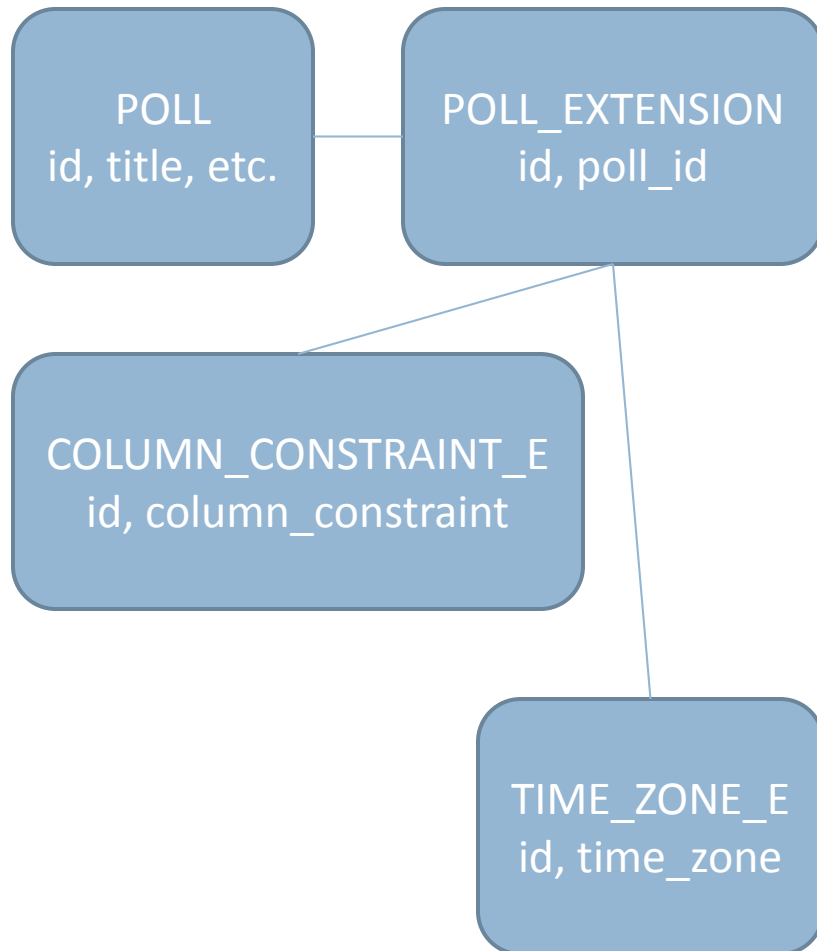 POLL
id, title, etc.
POLL_EXTENSION
id, poll_id
COLUMN_CONSTRAINT_E
id, column_constraint
TIME_ZONE_E
id, time_zone